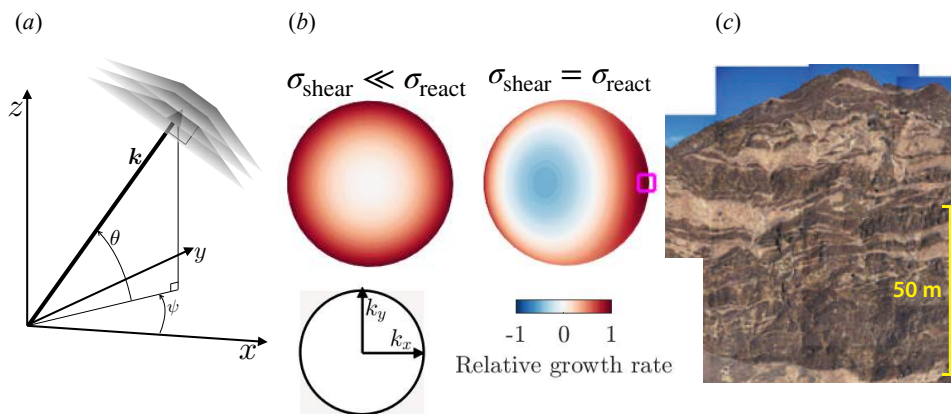 (a)
(b)
(c)
σshear ≪ σreact
σshear = σreact
z
k
θ
y
ψ
x
ky
kx
-1 0 1
Relative growth rate
50 m